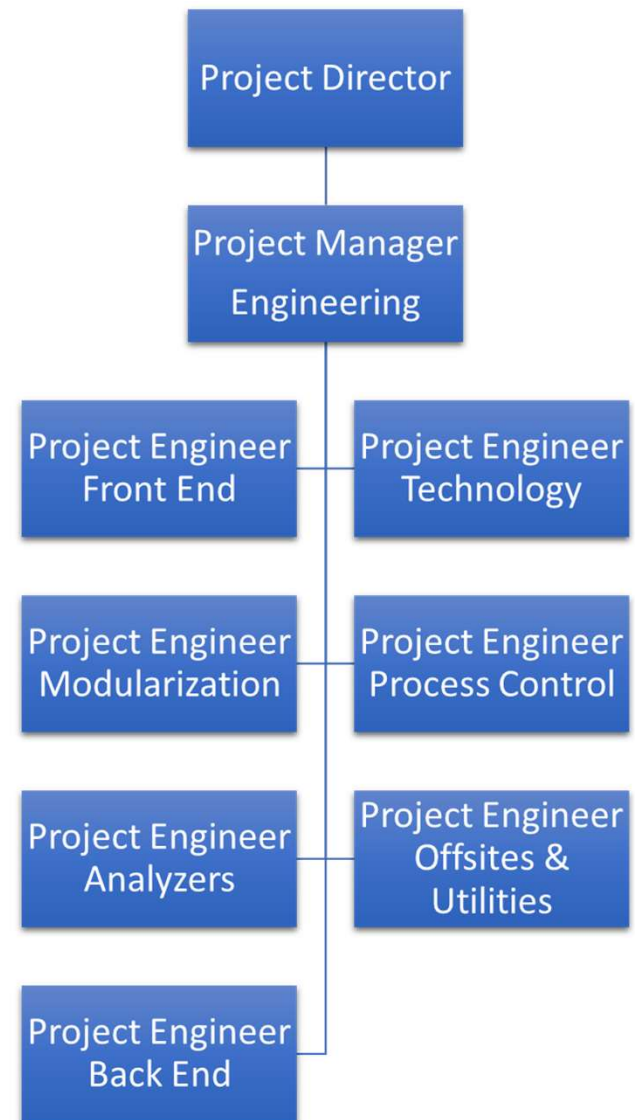 Project Director
Project Manager
Engineering
Project Engineer
Front End
Project Engineer
Technology
Project Engineer
Modularization
Project Engineer
Process Control
Project Engineer
Analyzers
Project Engineer
Offsites &
Utilities
Project Engineer
Back End